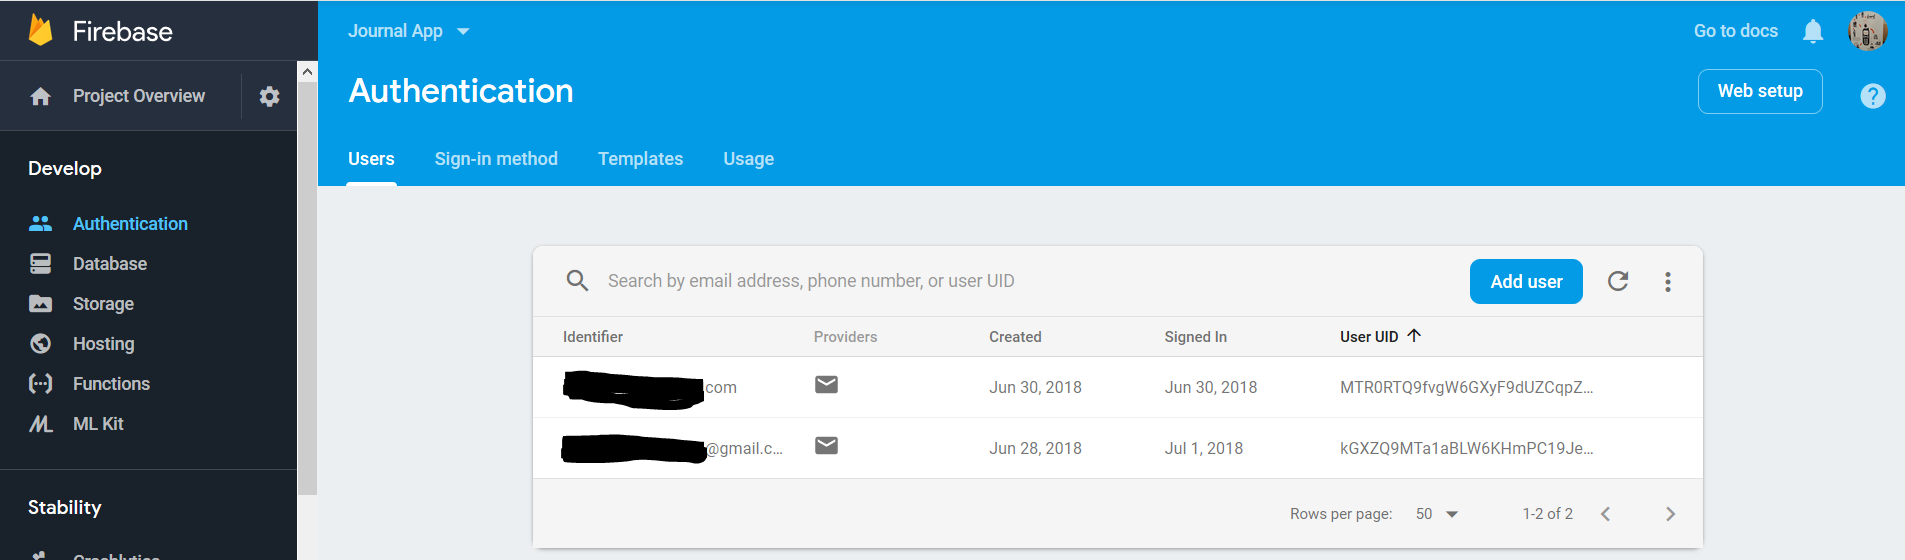 Firebase
Project Overview
Develop
Authentication
Database
Storage
Hosting
Functions
ML Kit
Stability
Crashlytics
Journal App
Go to docs
Authentication
Web setup
Users Sign-in method Templates Usage
Search by email address, phone number, or user UID
Add user
Identifier Providers Created Signed In User UID
.com Jun 30, 2018 Jun 30, 2018 MTR0RTQ9fvgW6GXyF9dUZCqpZ...
@gmail.c... Jun 28, 2018 Jul 1, 2018 kGXZQ9MTa1aBLW6KHmPC19Je...
Rows per page: 50 1-2 of 2